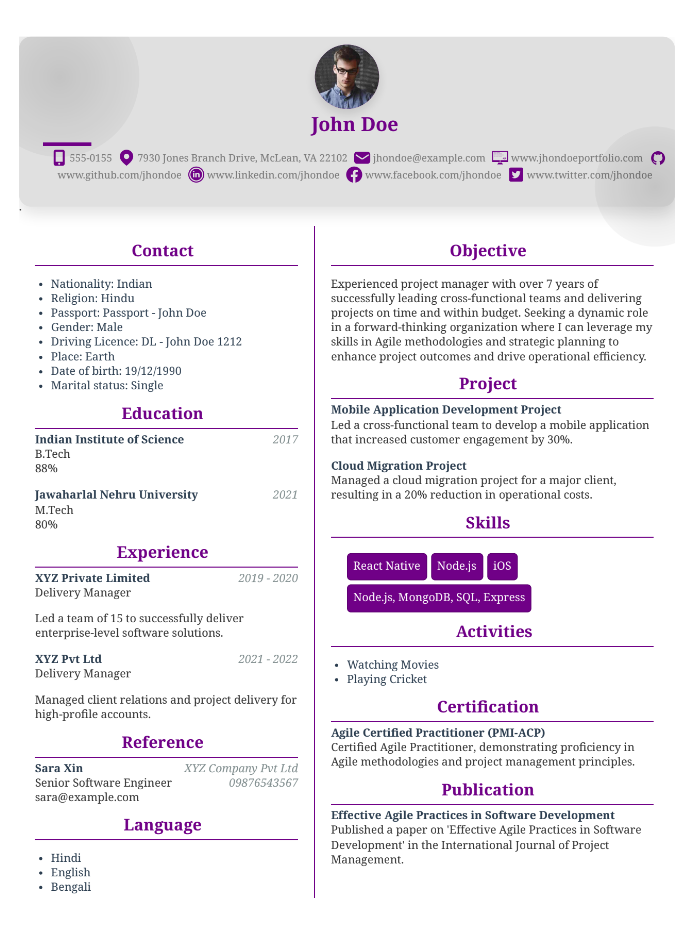 John Doe
555-0155 7930 Jones Branch Drive, McLean, VA 22102 jhondoe@example.com www.jhondoeportfolio.com
www.github.com/jhondoe www.linkedin.com/jhondoe www.facebook.com/jhondoe www.twitter.com/jhondoe
.
Contact
• Nationality: Indian
• Religion: Hindu
• Passport: Passport - John Doe
• Gender: Male
• Driving Licence: DL - John Doe 1212
• Place: Earth
• Date of birth: 19/12/1990
• Marital status: Single
Education
Indian Institute of Science 2017
B.Tech
88%
Jawaharlal Nehru University 2021
M.Tech
80%
Experience
XYZ Private Limited 2019 - 2020
Delivery Manager
Led a team of 15 to successfully deliver
enterprise-level software solutions.
XYZ Pvt Ltd 2021 - 2022
Delivery Manager
Managed client relations and project delivery for
high-profile accounts.
Reference
Sara Xin XYZ Company Pvt Ltd
Senior Software Engineer 09876543567
sara@example.com
Language
• Hindi
• English
• Bengali
Objective
Experienced project manager with over 7 years of
successfully leading cross-functional teams and delivering
projects on time and within budget. Seeking a dynamic role
in a forward-thinking organization where I can leverage my
skills in Agile methodologies and strategic planning to
enhance project outcomes and drive operational efficiency.
Project
Mobile Application Development Project
Led a cross-functional team to develop a mobile application
that increased customer engagement by 30%.
Cloud Migration Project
Managed a cloud migration project for a major client,
resulting in a 20% reduction in operational costs.
Skills
React Native Node.js iOS
Node.js, MongoDB, SQL, Express
Activities
• Watching Movies
• Playing Cricket
Certification
Agile Certified Practitioner (PMI-ACP)
Certified Agile Practitioner, demonstrating proficiency in
Agile methodologies and project management principles.
Publication
Effective Agile Practices in Software Development
Published a paper on 'Effective Agile Practices in Software
Development' in the International Journal of Project
Management.